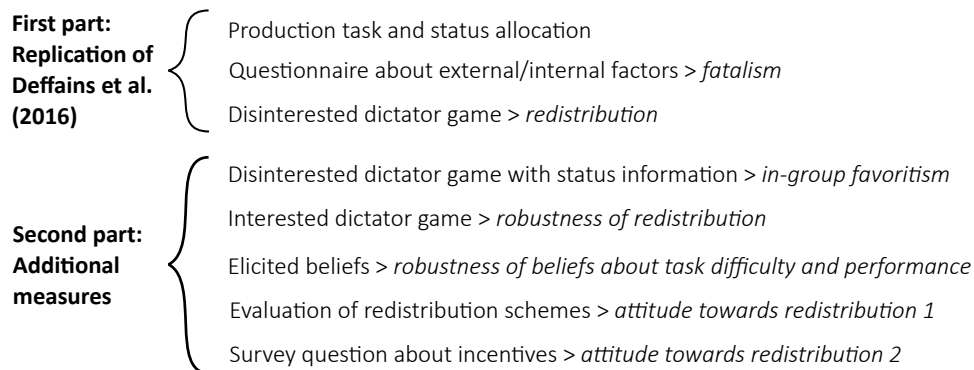 First part:
Replication of
Deffains et al.
(2016)
Production task and status allocation
Questionnaire about external/internal factors > fatalism
Disinterested dictator game > redistribution
Second part:
Additional
measures
Disinterested dictator game with status information > in-group favoritism
Interested dictator game > robustness of redistribution
Elicited beliefs > robustness of beliefs about task difficulty and performance
Evaluation of redistribution schemes > attitude towards redistribution 1
Survey question about incentives > attitude towards redistribution 2